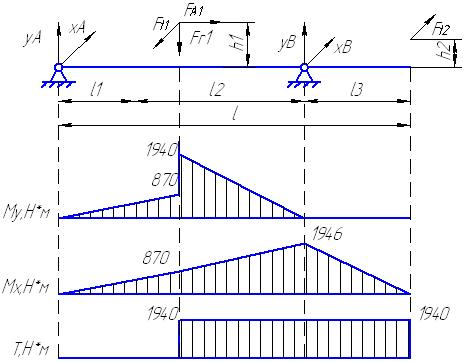 yA
xA
Ft1
FA1
Fr1
h1
yB
xB
Ft2
h2
l1
l2
l3
l
1940
870
My,Н*м
1946
870
Mx,Н*м
1940
1940
T,Н*м